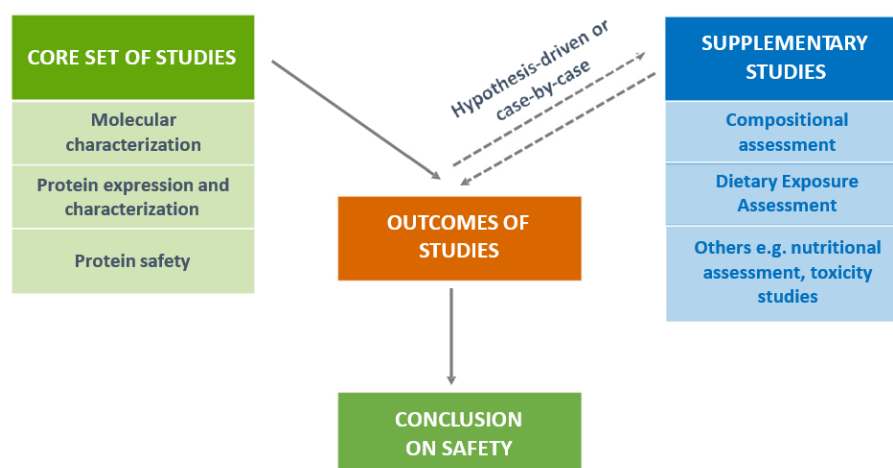 CORE SET OF STUDIES
Molecular
characterization
Protein expression and
characterization
Protein safety
Hypothesis-driven or
case-by-case
OUTCOMES OF
STUDIES
CONCLUSION
ON SAFETY
SUPPLEMENTARY
STUDIES
Compositional
assessment
Dietary Exposure
Assessment
Others e.g. nutritional
assessment, toxicity
studies